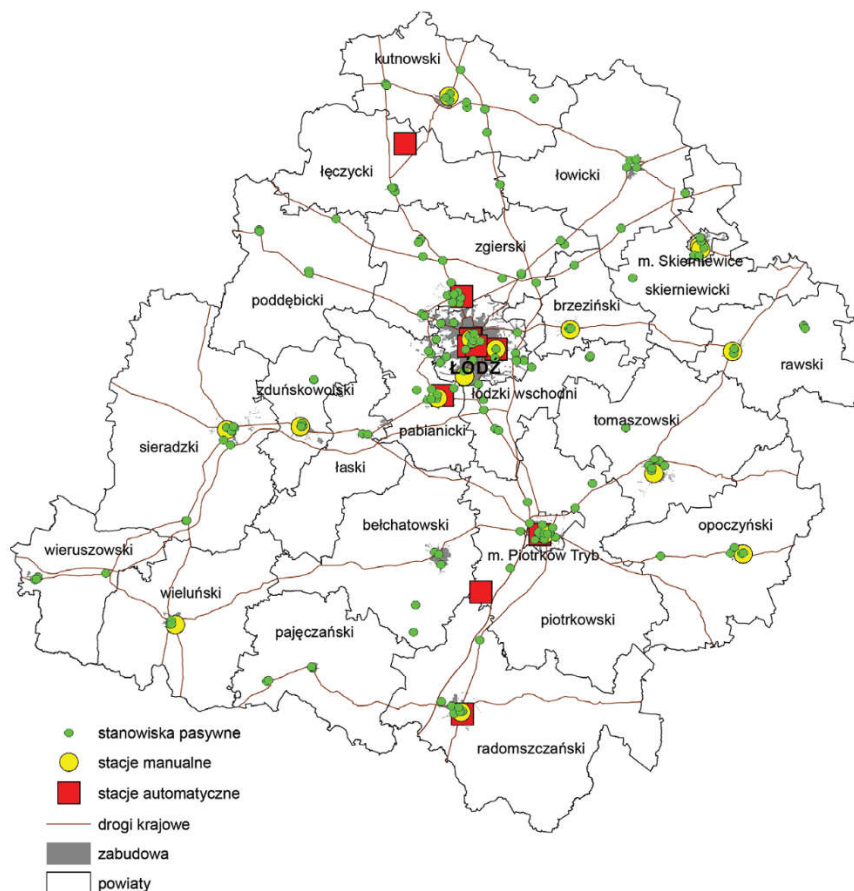 kutnowski
łęczycki
łowicki
zgierski
m. Skierniewice
skierniewicki
poddębicki
brzeziński
rawski
ŁÓDŹ
zduńskowolski
łódzki wschodni
tomaszowski
sieradzki
pabianicki
łaski
bełchatowski
opoczyński
wieruszowski
m. Piotrków Tryb.
wieluński
piotrkowski
pajęczański
radomszczański
stanowiska pasywne
stacje manualne
stacje automatyczne
drogi krajowe
zabudowa
powiaty